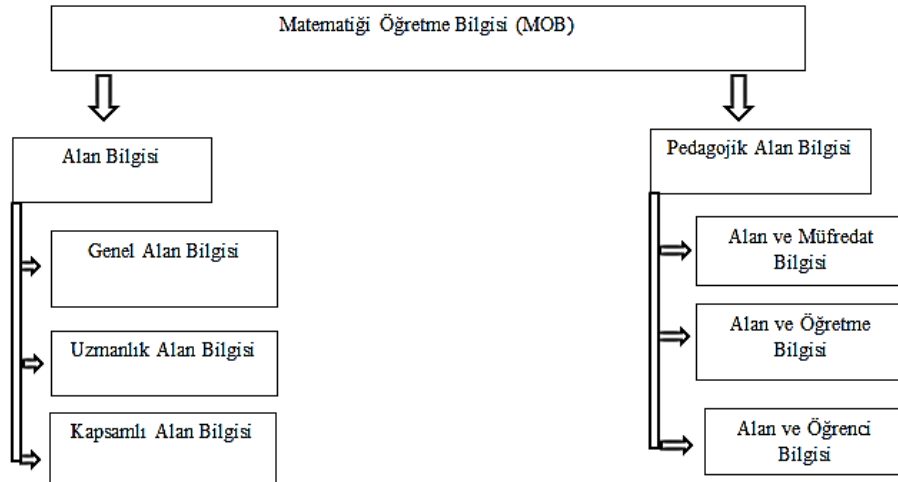 Matematiği Öğretme Bilgisi (MOB)
Alan Bilgisi
Genel Alan Bilgisi
Uzmanlık Alan Bilgisi
Kapsamlı Alan Bilgisi
Pedagojik Alan Bilgisi
Alan ve Müfredat
Bilgisi
Alan ve Öğretme
Bilgisi
Alan ve Öğrenci
Bilgisi